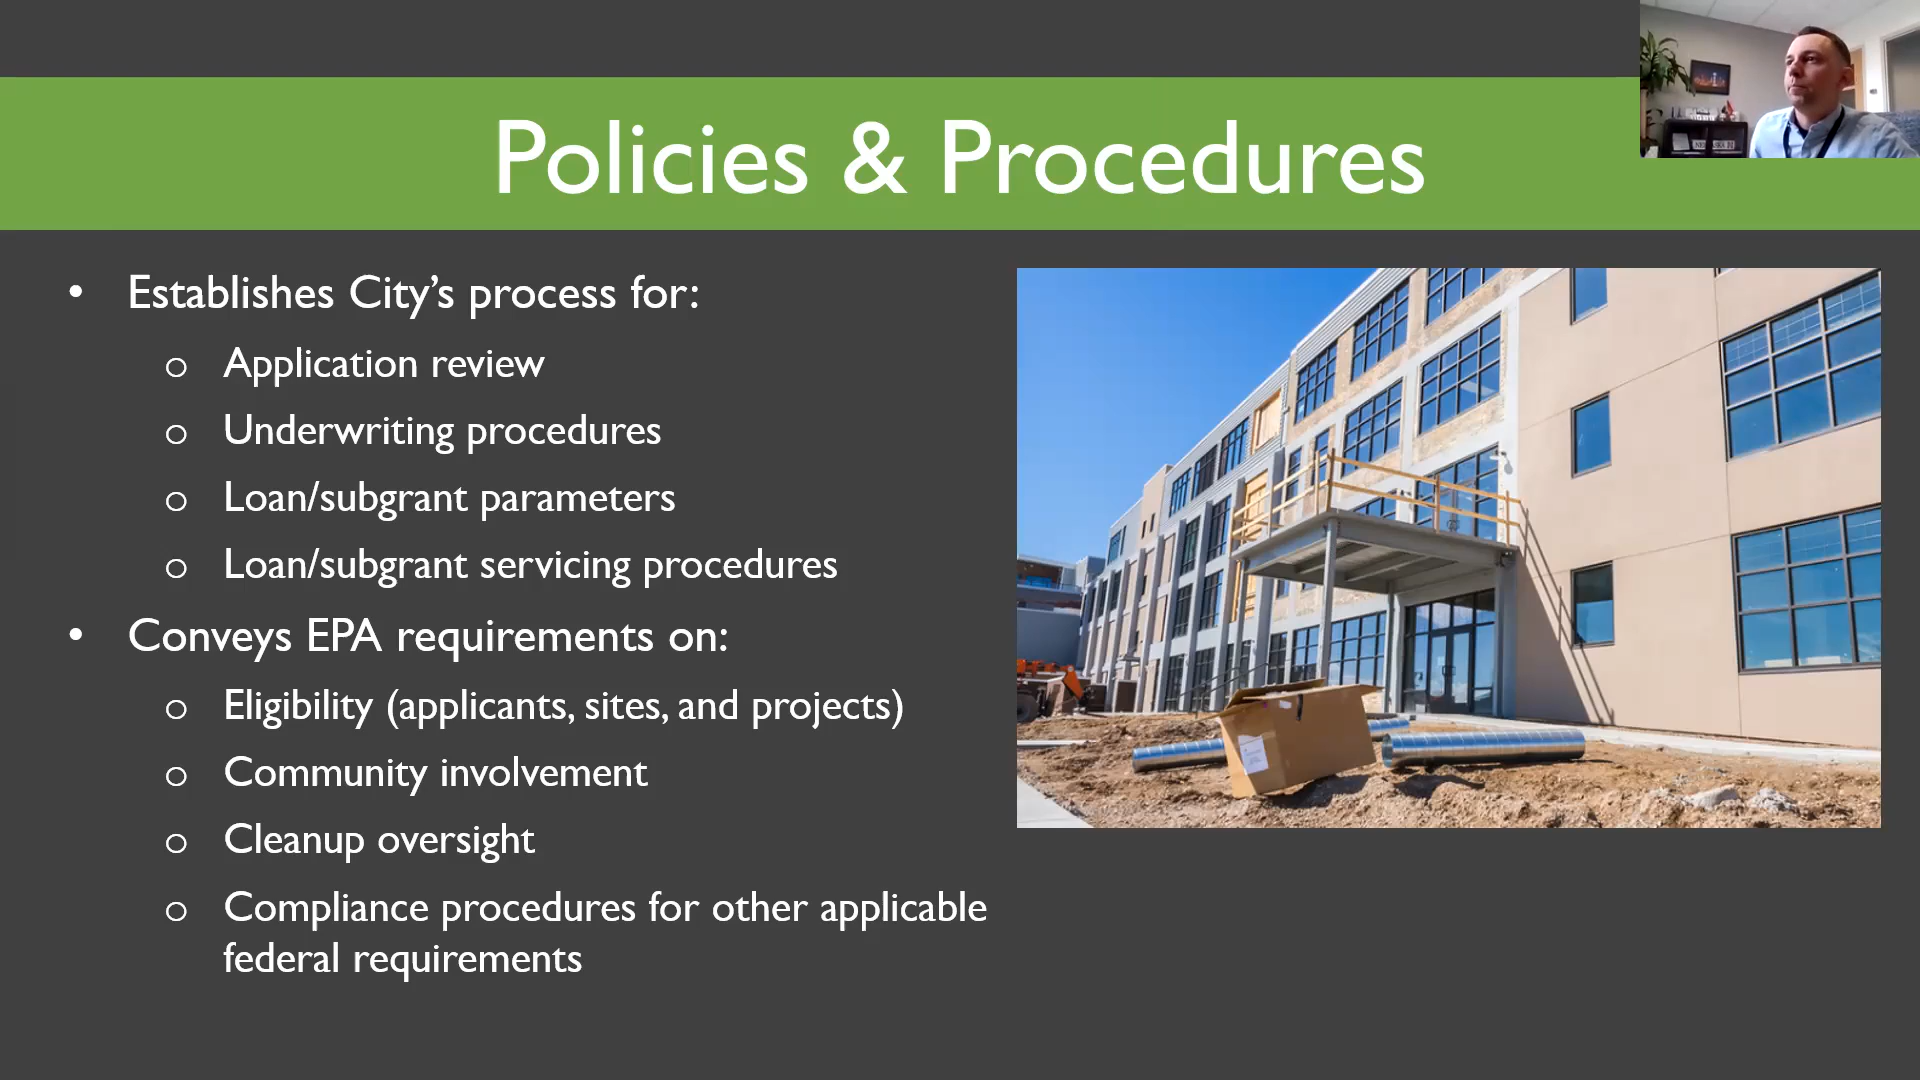 Policies & Procedures
• Establishes City's process for:
o Application review
o Underwriting procedures
o Loan/subgrant parameters
o Loan/subgrant servicing procedures
• Conveys EPA requirements on:
o Eligibility (applicants, sites, and projects)
o Community involvement
o Cleanup oversight
o Compliance procedures for other applicable
federal requirements